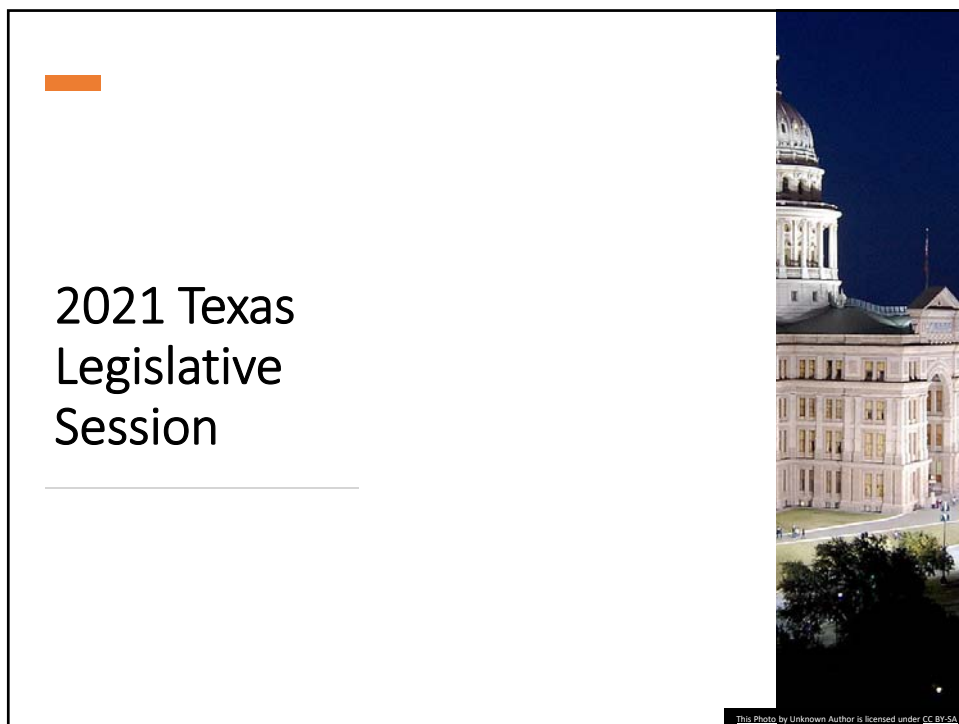 2021 Texas
Legislative
Session
This Photo by Unknown Author is licensed under CC BY-SA